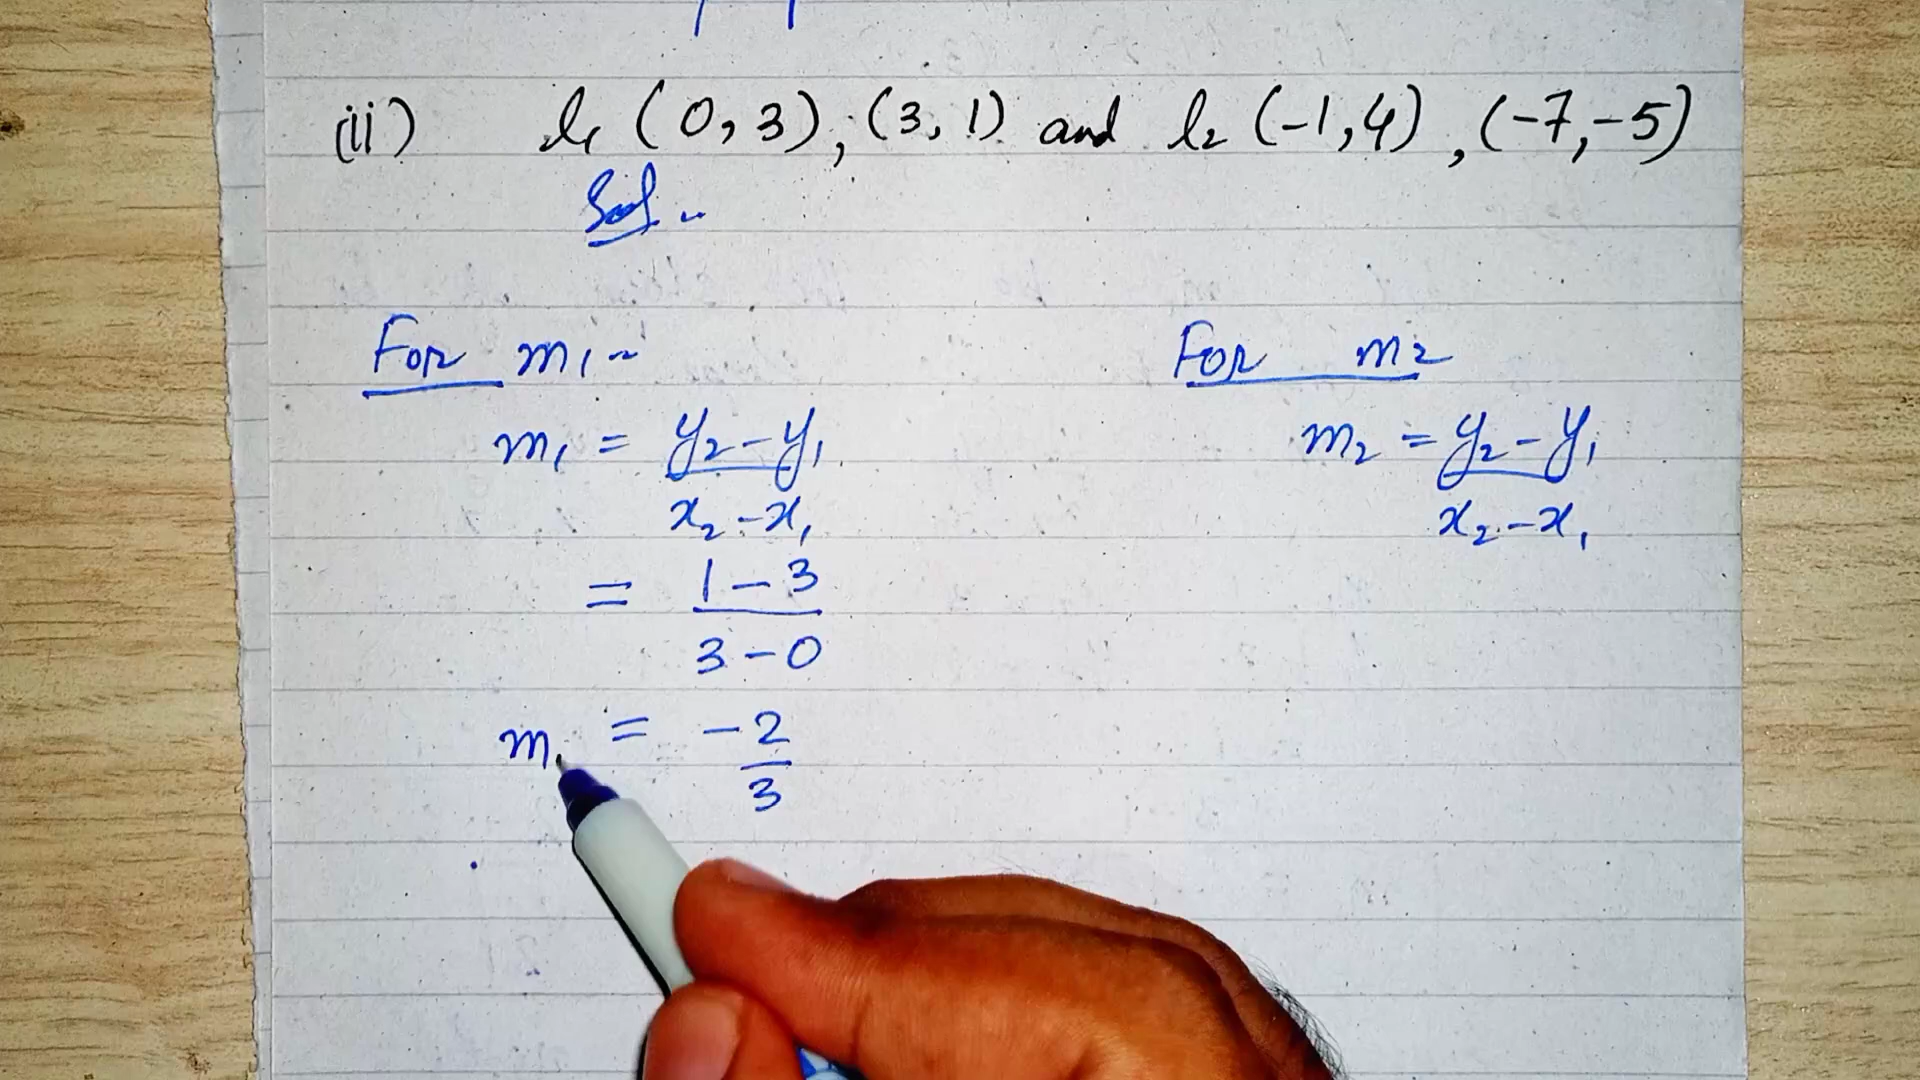 (ii) l₁ (0,3), (3,1) and l₂ (-1,4), (-7,-5)
Sol..
For m₁ -
m₁ = y₂ - y₁
x₂ - x₁
= 1 - 3
3 - 0
m₁ = -2
3
For m₂
m₂ = y₂ - y₁
x₂ - x₁